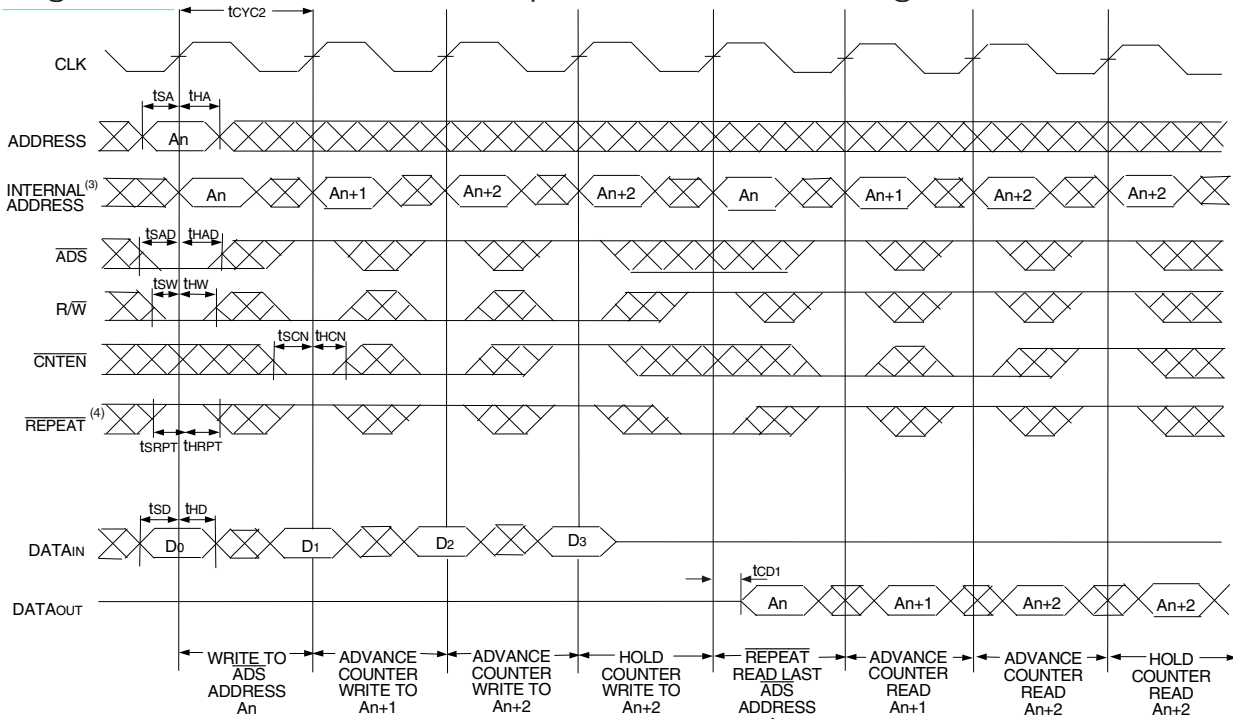 tCYC2
CLK
tSA tHA
ADDRESS An
INTERNAL(3)
ADDRESS
An An+1 An+2 An+2 An An+1 An+2 An+2
tSAD tHAD
ADS
tSW tHW
R/W
tSCN tHCN
CNTEN
REPEAT (4)
tSRPT tHRPT
tSD tHD
DATAIN D0 D1 D2 D3
tCD1
DATAOUT An An+1 An+2 An+2
WRITE TO
ADS
ADDRESS
An
ADVANCE
COUNTER
WRITE TO
An+1
ADVANCE
COUNTER
WRITE TO
An+2
HOLD
COUNTER
WRITE TO
An+2
REPEAT
READ LAST
ADS
ADDRESS
ADVANCE
COUNTER
READ
An+1
ADVANCE
COUNTER
READ
An+2
HOLD
COUNTER
READ
An+2